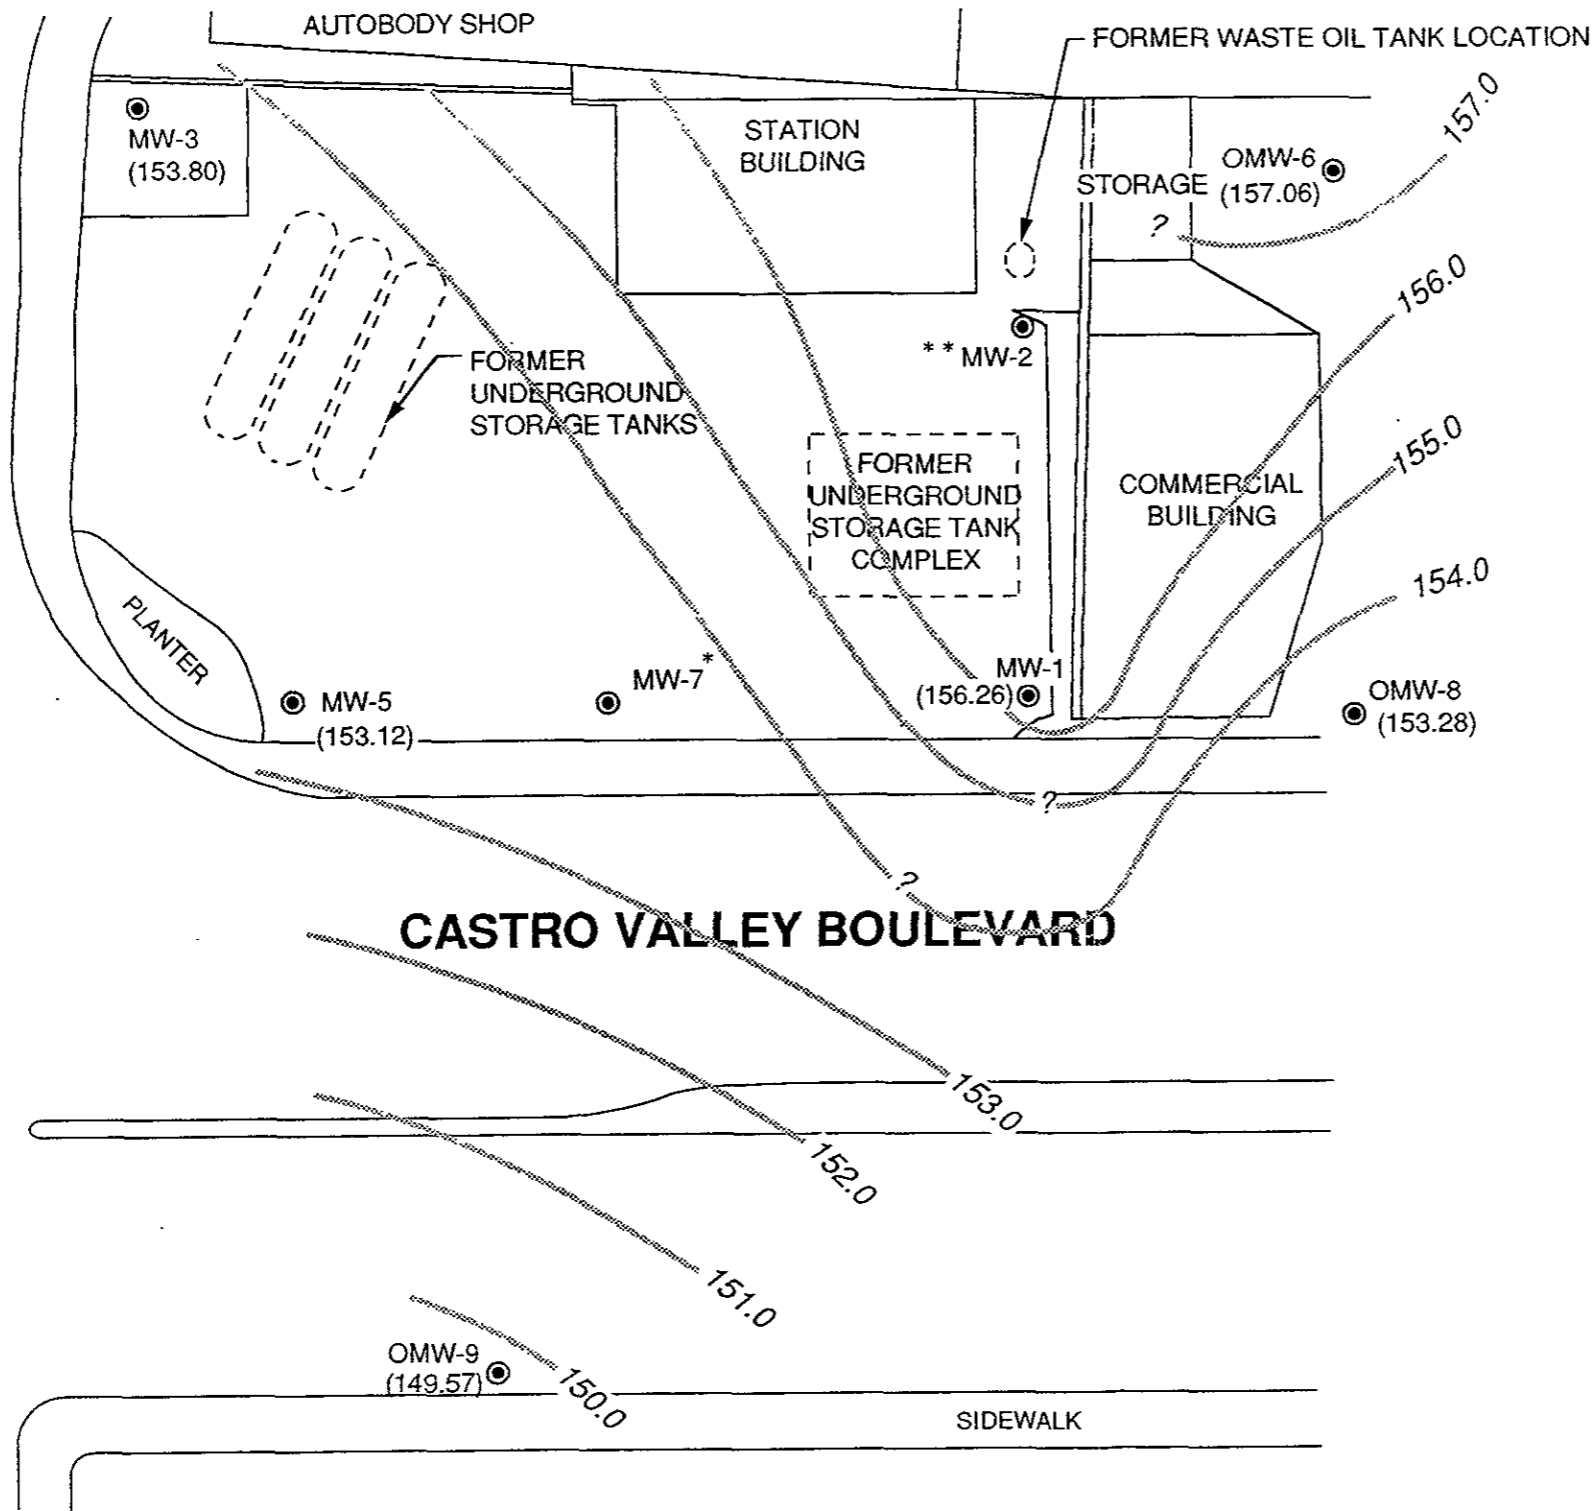 AUTOBODY SHOP
FORMER WASTE OIL TANK LOCATION
157.0
MW-3
(153.80)
STATION
BUILDING
OMW-6
(157.06)
STORAGE
?
156.0
* * MW-2
FORMER
UNDERGROUND
STORAGE TANKS
155.0
FORMER
UNDERGROUND
STORAGE TANK
COMPLEX
COMMERCIAL
BUILDING
154.0
PLANTER
MW-7*
MW-1
(156.26)
MW-5
(153.12)
OMW-8
(153.28)
?
?
CASTRO VALLEY BOULEVARD
153.0
152.0
151.0
OMW-9
(149.57)
150.0
SIDEWALK